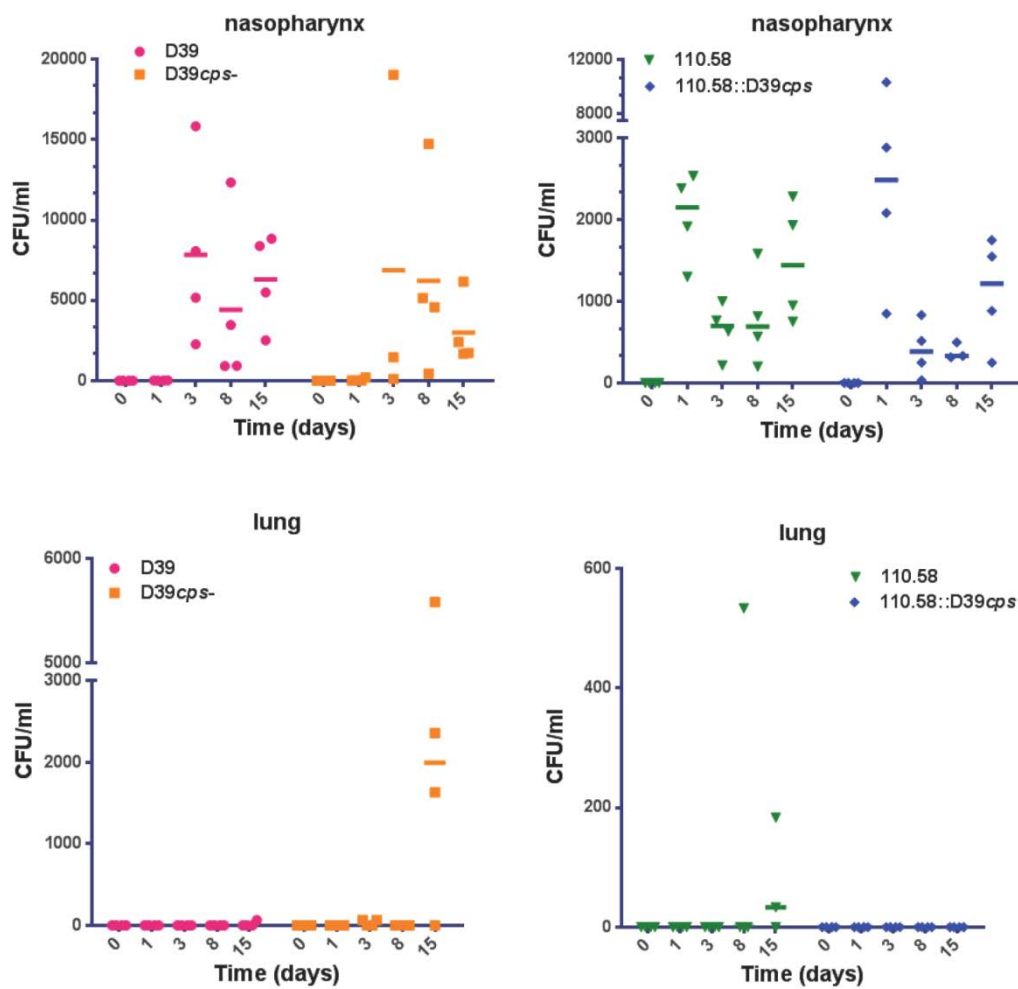 nasopharynx
D39
D39cps-
20000
15000
10000
5000
0
CFU/ml
0 1 3 8 15 0 1 3 8 15
Time (days)
nasopharynx
110.58
110.58::D39cps
12000
8000
3000
2000
1000
0
CFU/ml
0 1 3 8 15 0 1 3 8 15
Time (days)
lung
D39
D39cps-
6000
5000
3000
2000
1000
0
CFU/ml
0 1 3 8 15 0 1 3 8 15
Time (days)
lung
110.58
110.58::D39cps
600
400
200
0
CFU/ml
0 1 3 8 15 0 1 3 8 15
Time (days)